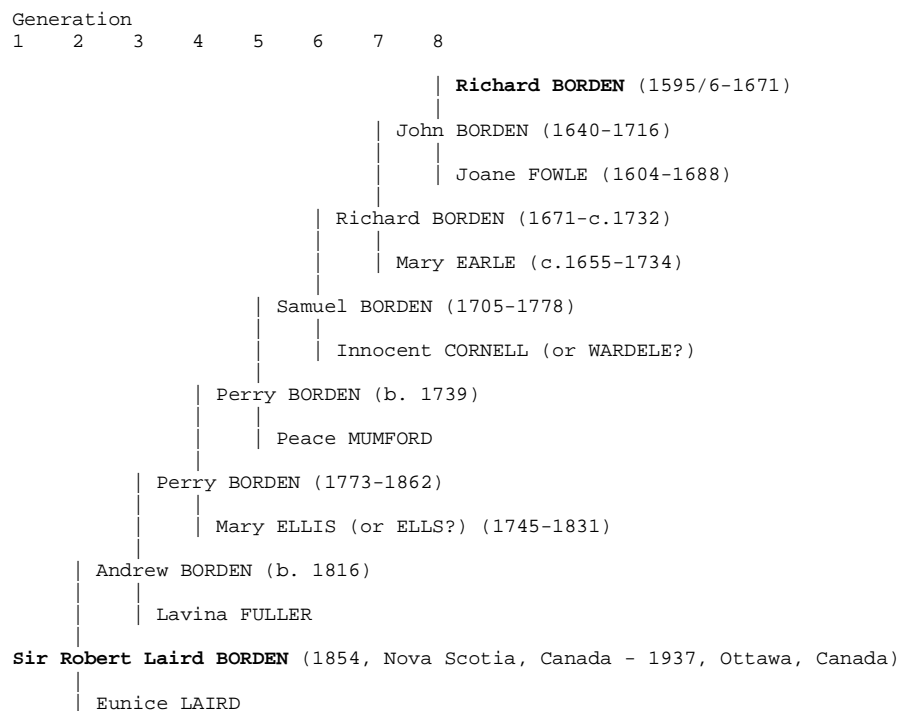 Generation
1 2 3 4 5 6 7 8
Richard BORDEN (1595/6-1671)
John BORDEN (1640-1716)
Joane FOWLE (1604-1688)
Richard BORDEN (1671-c.1732)
Mary EARLE (c.1655-1734)
Samuel BORDEN (1705-1778)
Innocent CORNELL (or WARDELE?)
Perry BORDEN (b. 1739)
Peace MUMFORD
Perry BORDEN (1773-1862)
Mary ELLIS (or ELLS?) (1745-1831)
Andrew BORDEN (b. 1816)
Lavina FULLER
Sir Robert Laird BORDEN (1854, Nova Scotia, Canada - 1937, Ottawa, Canada)
Eunice LAIRD